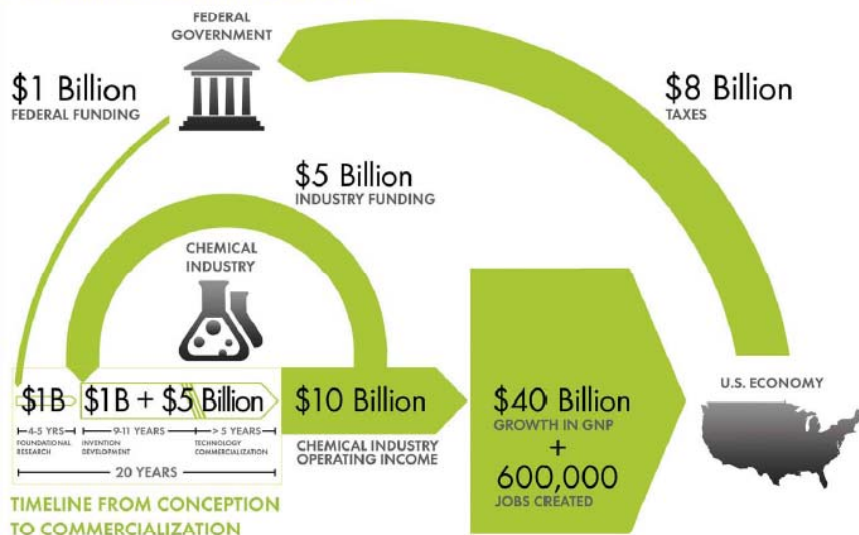 FEDERAL
GOVERNMENT
$1 Billion
FEDERAL FUNDING
$8 Billion
TAXES
$5 Billion
INDUSTRY FUNDING
CHEMICAL
INDUSTRY
$1B
$1B + $5 Billion
$10 Billion
CHEMICAL INDUSTRY
OPERATING INCOME
4-5 YRS
FOUNDATIONAL
RESEARCH
9-11 YEARS
INVENTION
DEVELOPMENT
> 5 YEARS
TECHNOLOGY
COMMERCIALIZATION
20 YEARS
TIMELINE FROM CONCEPTION
TO COMMERCIALIZATION
$40 Billion
GROWTH IN GNP
+
600,000
JOBS CREATED
U.S. ECONOMY